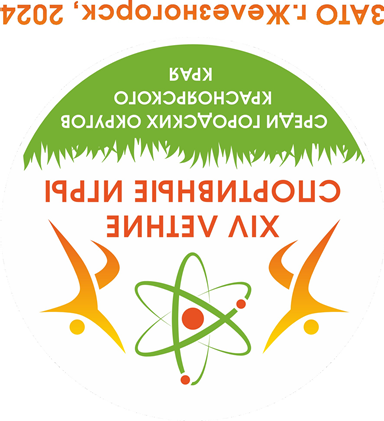 XIV ЛЕТНИЕ
СПОРТИВНЫЕ ИГРЫ
СРЕДИ ГОРОДСКИХ ОКРУГОВ
КРАСНОЯРСКОГО
КРАЯ
ЗАТО г.Железногорск, 2024